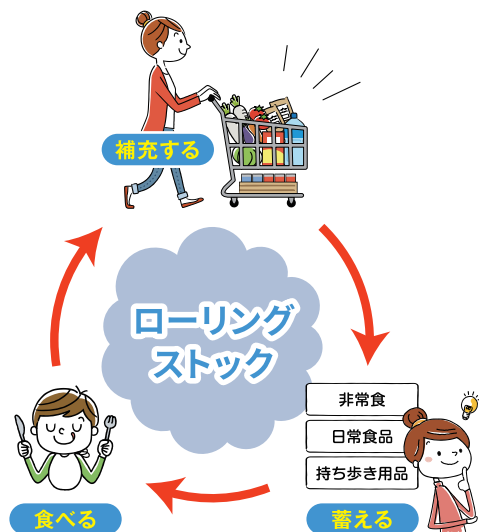 補充する
ローリング
ストック
非常食
日常食品
持ち歩き用品
食べる
蓄える